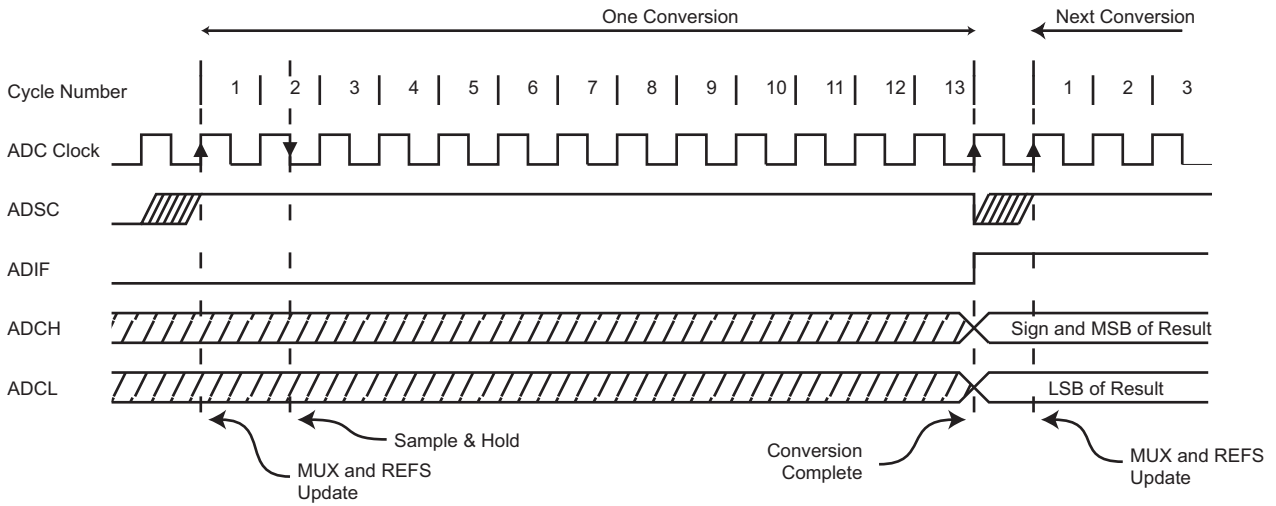 One Conversion
Next Conversion
Cycle Number
1 2 3 4 5 6 7 8 9 10 11 12 13 1 2 3
ADC Clock
ADSC
ADIF
ADCH
Sign and MSB of Result
ADCL
LSB of Result
Sample & Hold
MUX and REFS
Update
Conversion
Complete
MUX and REFS
Update